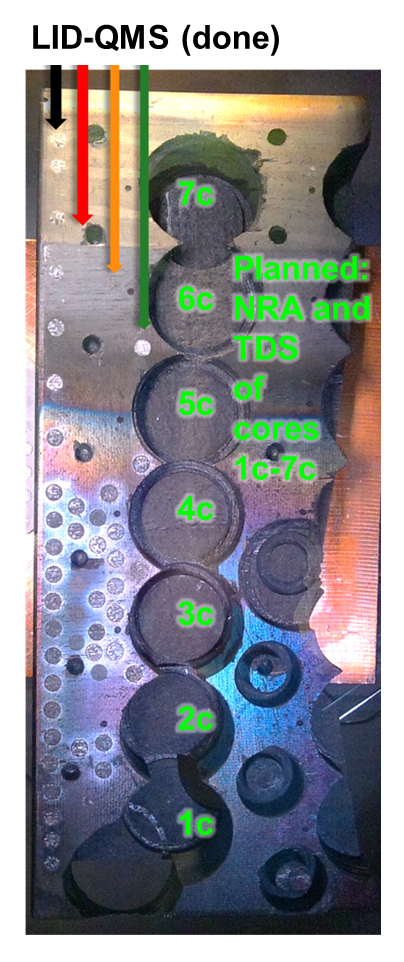 LID-QMS (done)
7c
Planned:
6c
NRA and
TDS
5c
of
cores
4c
1c-7c
3c
2c
1c